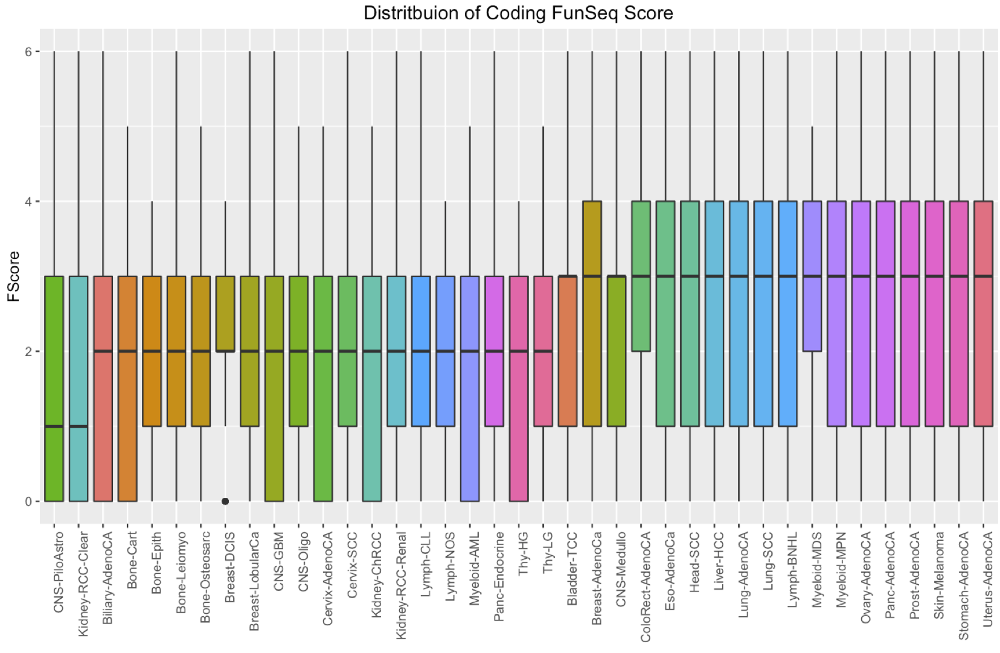 Distritbuion of Coding FunSeq Score
FScore
6
4
2
0
CNS-PiloAstro
Kidney-RCC-Clear
Biliary-AdenoCA
Bone-Cart
Bone-Epith
Bone-Leiomyo
Bone-Osteosarc
Breast-DCIS
Breast-LobularCa
CNS-GBM
CNS-Oligo
Cervix-AdenoCA
Cervix-SCC
Kidney-ChRCC
Kidney-RCC-Renal
Lymph-CLL
Lymph-NOS
Myeloid-AML
Panc-Endocrine
Thy-HG
Thy-LG
Bladder-TCC
Breast-AdenoCa
CNS-Medullo
ColoRect-AdenoCA
Eso-AdenoCa
Head-SCC
Liver-HCC
Lung-AdenoCA
Lung-SCC
Lymph-BNHL
Myeloid-MDS
Myeloid-MPN
Ovary-AdenoCA
Panc-AdenoCA
Prost-AdenoCA
Skin-Melanoma
Stomach-AdenoCA
Uterus-AdenoCA